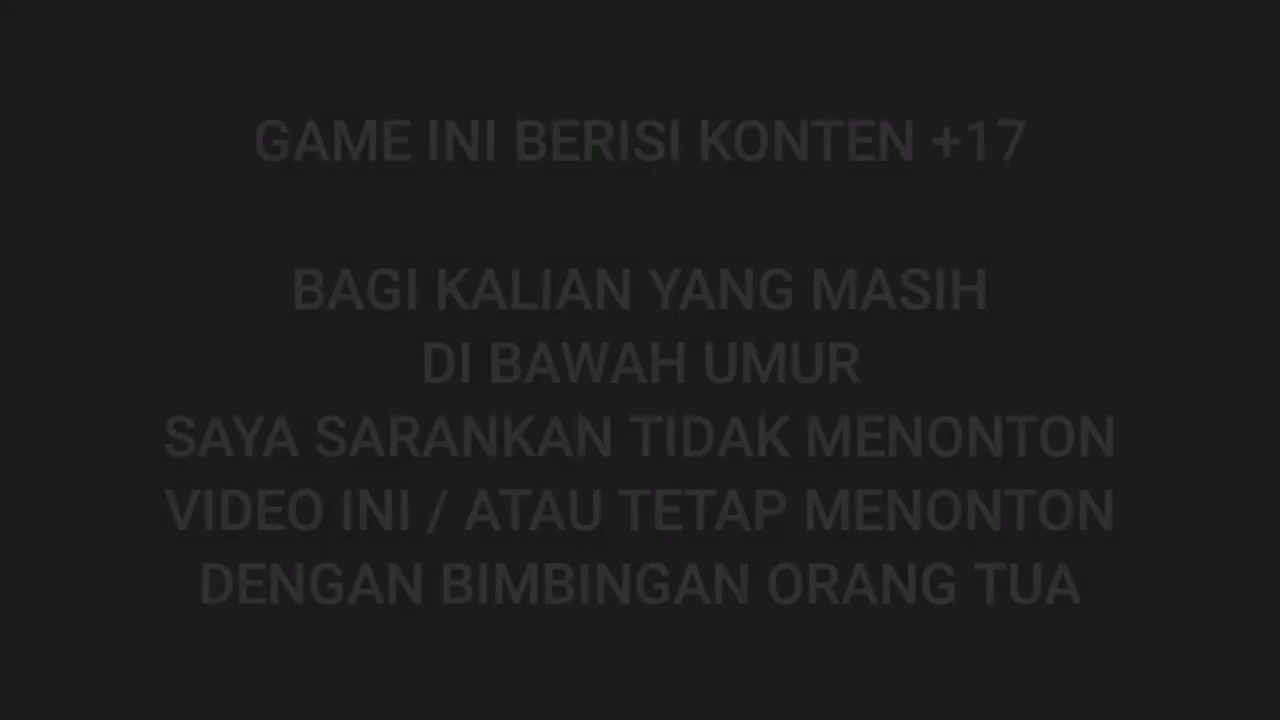 GAME INI BERISI KONTEN +17
BAGI KALIAN YANG MASIH
DI BAWAH UMUR
SAYA SARANKAN TIDAK MENONTON
VIDEO INI / ATAU TETAP MENONTON
DENGAN BIMBINGAN ORANG TUA